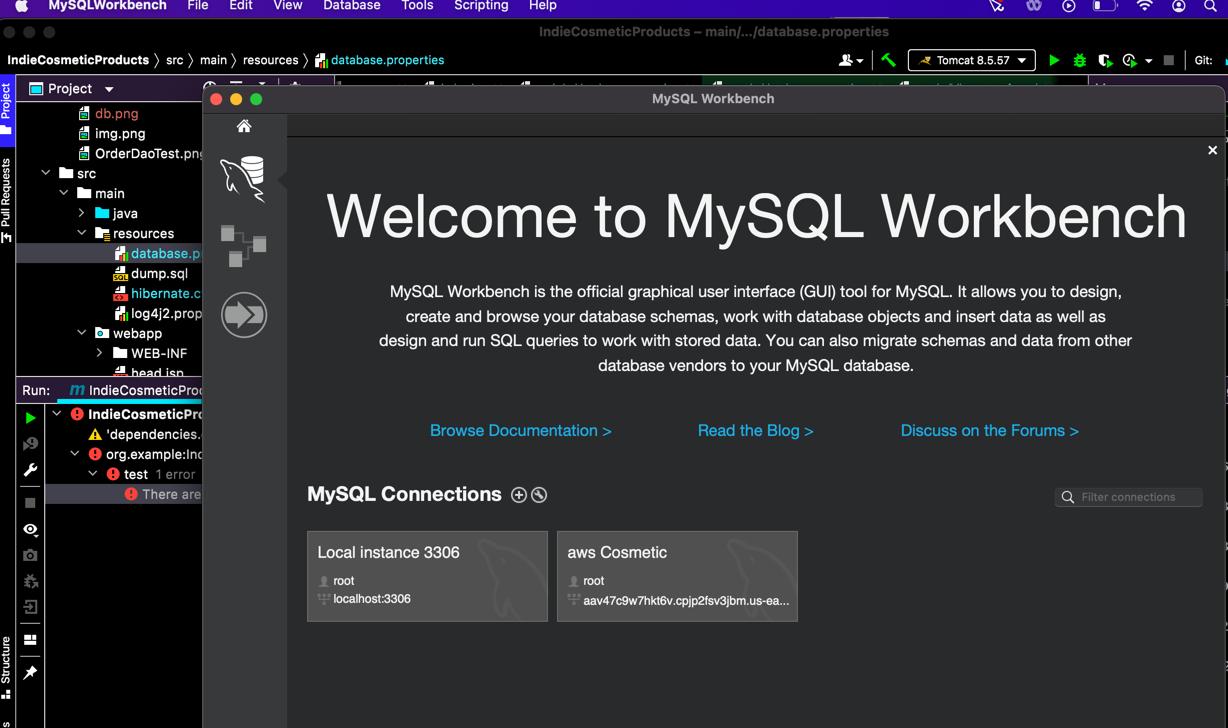 MySQLWorkbench File Edit View Database Tools Scripting Help
IndieCosmeticProducts – main/.../database.properties
IndieCosmeticProducts src main resources database.properties
Tomcat 8.5.57
Git:
Project
Project
Pull Requests
Structure
db.png
img.png
OrderDaoTest.png
src
main
java
resources
database.p
dump.sql
hibernate.c
log4j2.prop
webapp
WEB-INF
head.jsp
Run: m IndieCosmeticProd
IndieCosmeticPro
'dependencies.
org.example:Ind
test 1 error
There are
MySQL Workbench
Welcome to MySQL Workbench
MySQL Workbench is the official graphical user interface (GUI) tool for MySQL. It allows you to design,
create and browse your database schemas, work with database objects and insert data as well as
design and run SQL queries to work with stored data. You can also migrate schemas and data from other
database vendors to your MySQL database.
Browse Documentation >
Read the Blog >
Discuss on the Forums >
MySQL Connections
Filter connections
Local instance 3306
root
localhost:3306
aws Cosmetic
root
aav47c9w7hkt6v.cpjp2fsv3jbm.us-ea...